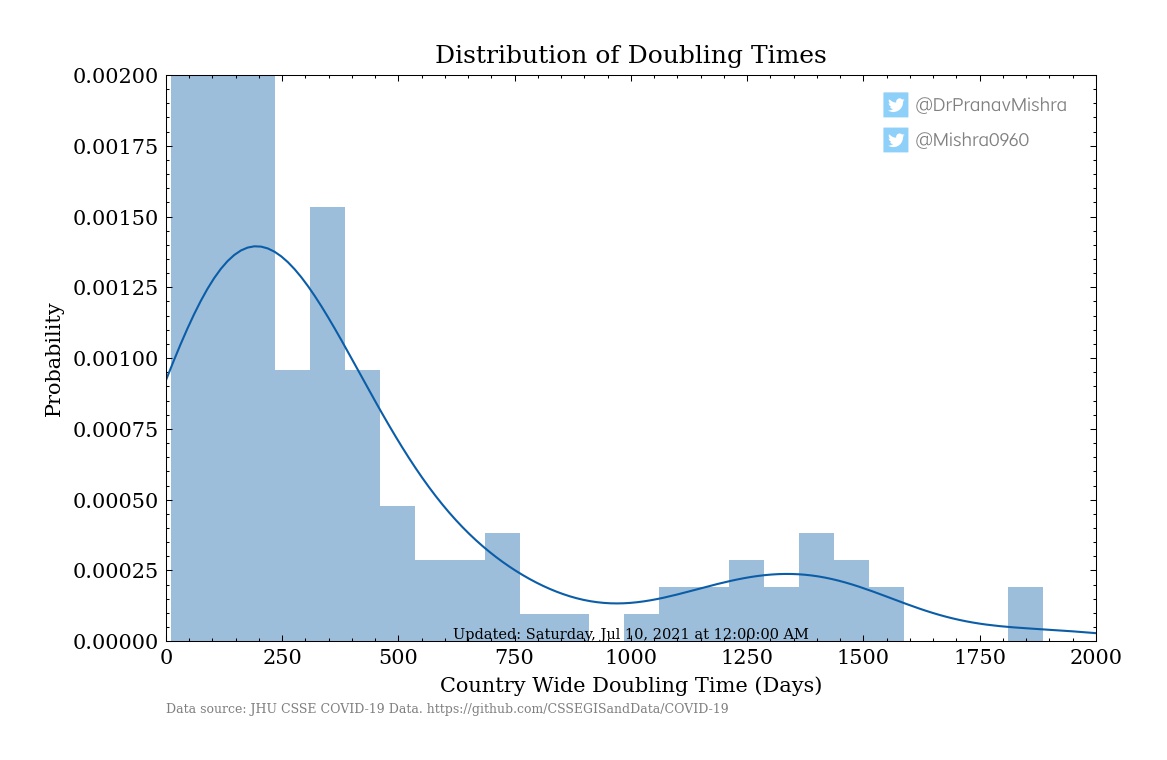 Distribution of Doubling Times
@DrPranavMishra
@Mishra0960
0.00200
0.00175
0.00150
0.00125
0.00100
0.00075
0.00050
0.00025
0.00000
Probability
Updated: Saturday, Jul 10, 2021 at 12:00:00 AM
0 250 500 750 1000 1250 1500 1750 2000
Country Wide Doubling Time (Days)
Data source: JHU CSSE COVID-19 Data. https://github.com/CSSEGISandData/COVID-19